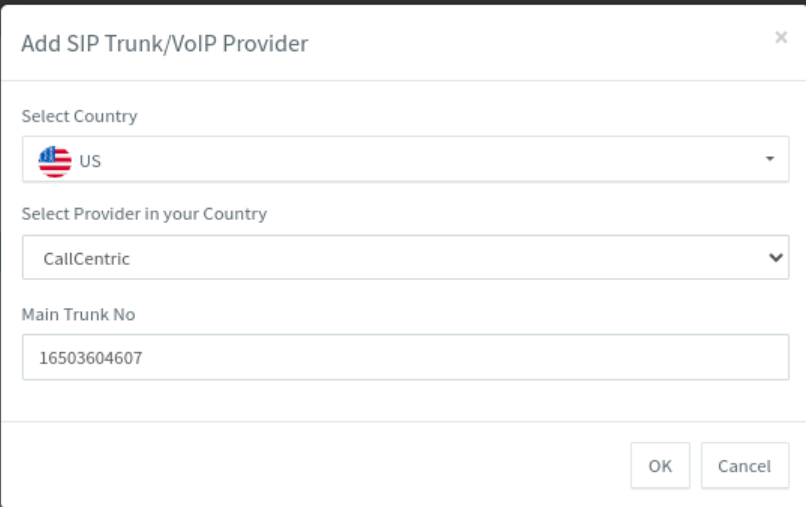 Add SIP Trunk/VoIP Provider
×
Select Country
US
Select Provider in your Country
CallCentric
Main Trunk No
16503604607
OK Cancel